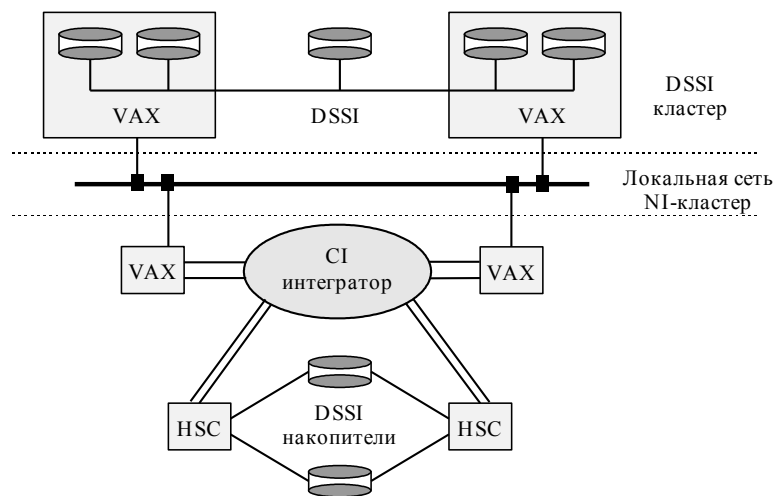 VAX
DSSI
VAX
DSSI
кластер
Локальная сеть
NI-кластер
VAX
CI
интегратор
VAX
HSC
DSSI
накопители
HSC